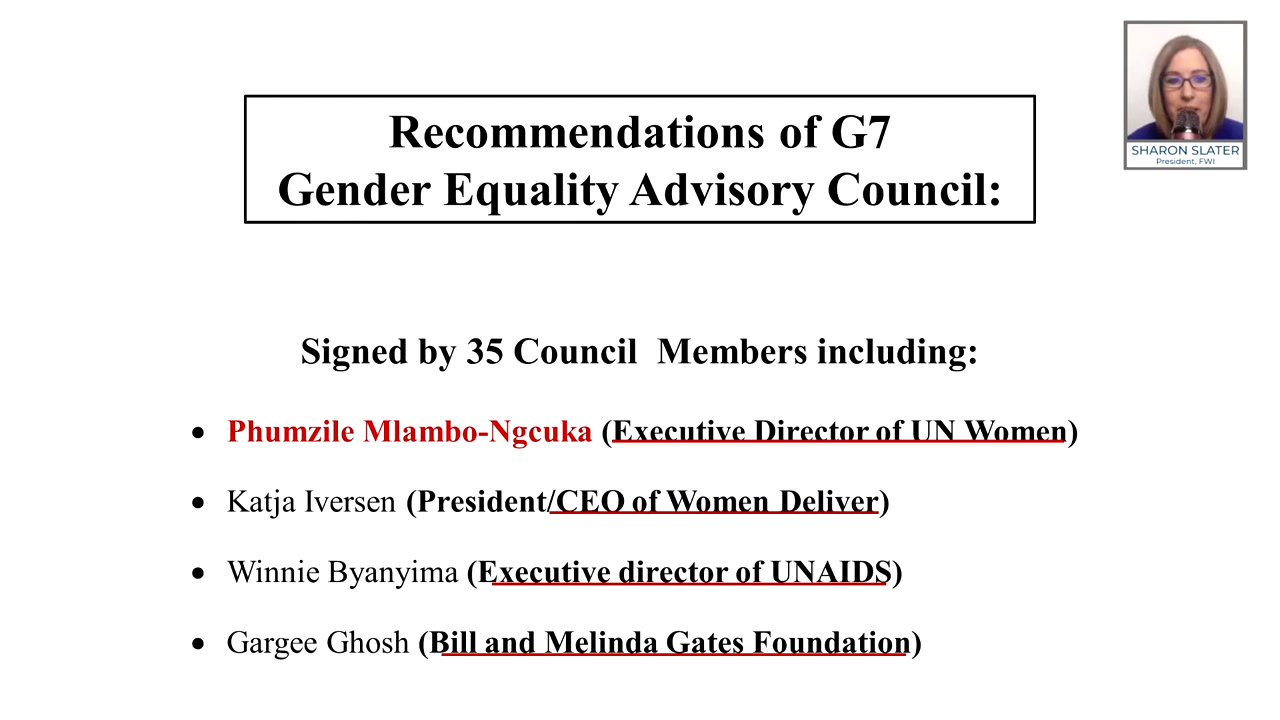 Recommendations of G7
Gender Equality Advisory Council:
SHARON SLATER
President, FWI
Signed by 35 Council  Members including:
• Phumzile Mlambo-Ngcuka (Executive Director of UN Women)
• Katja Iversen (President/CEO of Women Deliver)
• Winnie Byanyima (Executive director of UNAIDS)
• Gargee Ghosh (Bill and Melinda Gates Foundation)